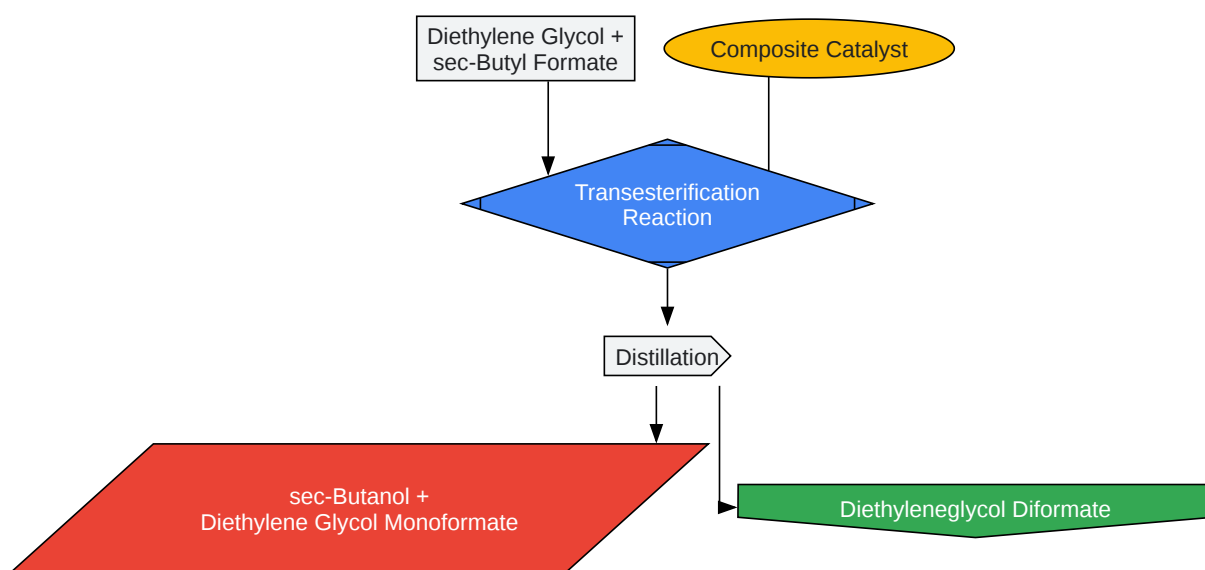 Diethylene Glycol +
sec-Butyl Formate
Composite Catalyst
Transesterification
Reaction
Distillation
sec-Butanol +
Diethylene Glycol Monoformate
Diethyleneglycol Diformate